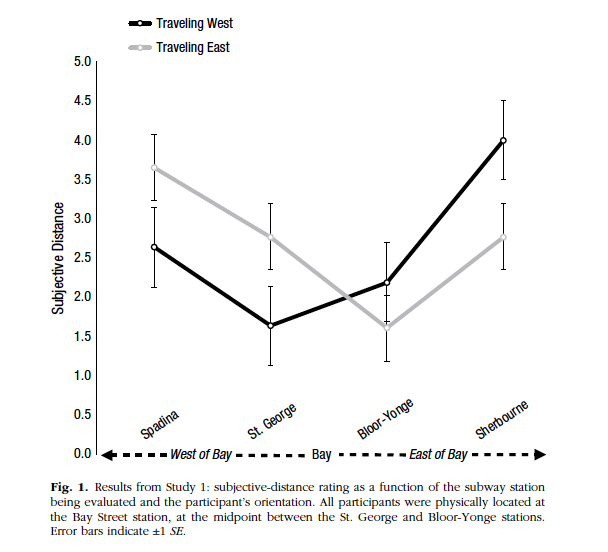 Traveling West
Traveling East
5.0
4.5
4.0
3.5
3.0
2.5
2.0
1.5
1.0
0.5
0.0
Subjective Distance
Spadina
St. George
Bloor-Yonge
Sherbourne
West of Bay
Bay
East of Bay
Fig. 1. Results from Study 1: subjective-distance rating as a function of the subway station
being evaluated and the participant's orientation. All participants were physically located at
the Bay Street station, at the midpoint between the St. George and Bloor-Yonge stations.
Error bars indicate ±1 SE.